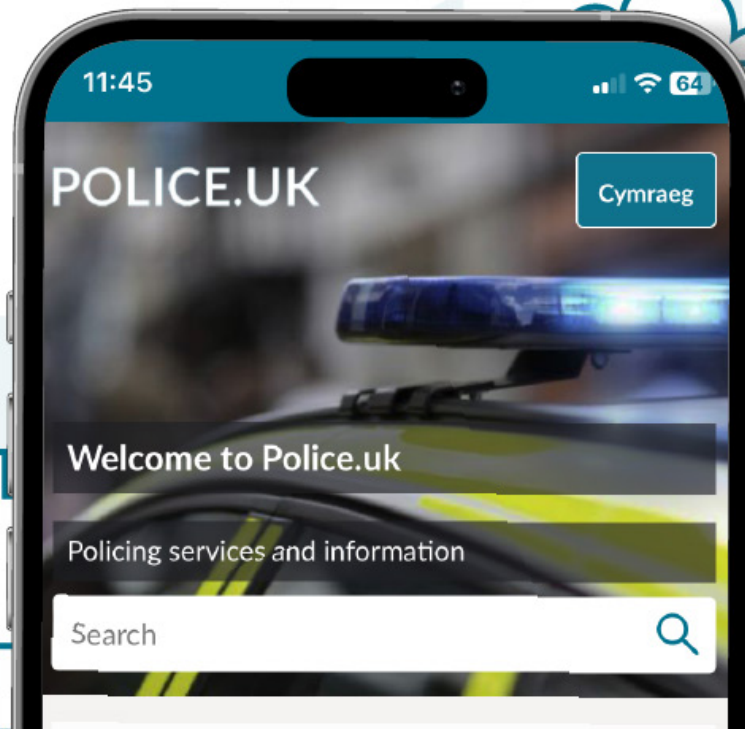 11:45
64
POLICE.UK
Cymraeg
Welcome to Police.uk
Policing services and information
Search